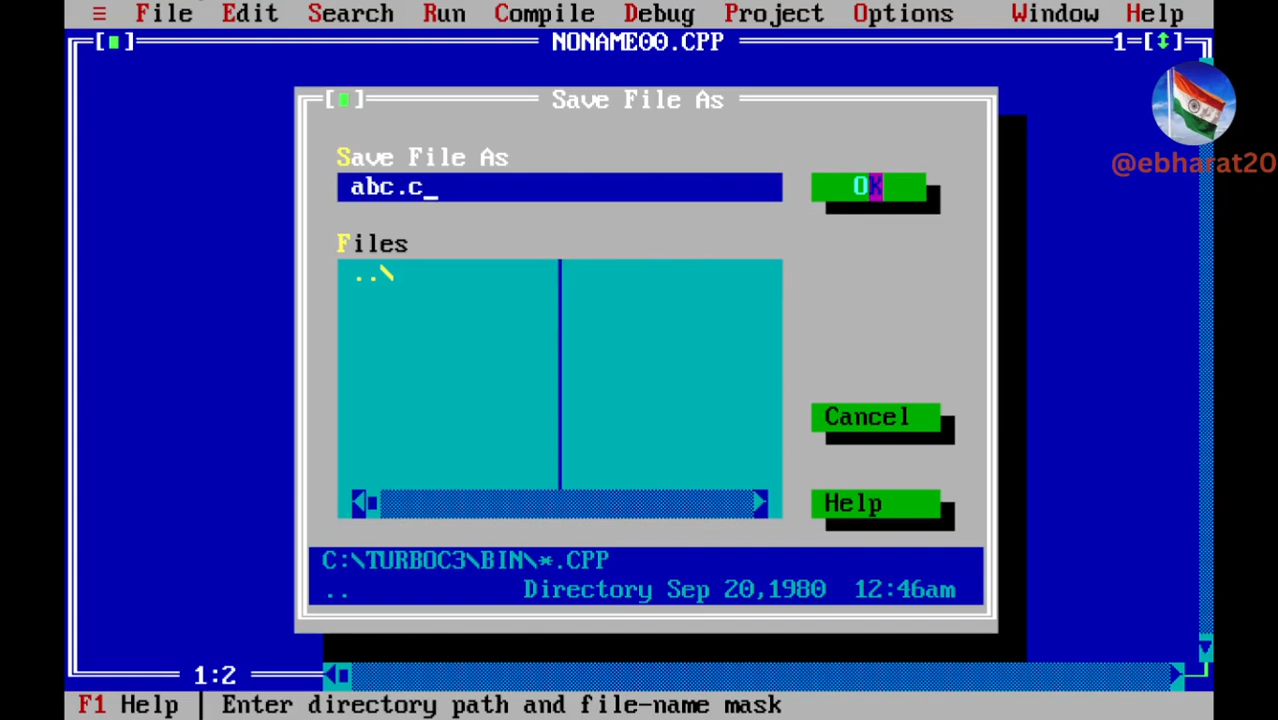 ≡ File Edit Search Run Compile Debug Project Options Window Help
[■] NONAME00.CPP 1=[↕]
@ebharat20
[■] Save File As
Save File As
abc.c_
OK
Files
..\
Cancel
Help
C:\TURBOC3\BIN\*.CPP
.. Directory Sep 20,1980 12:46am
1:2
F1 Help │ Enter directory path and file-name mask